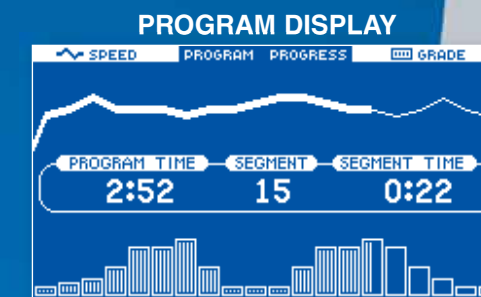 PROGRAM DISPLAY
SPEED PROGRAM PROGRESS GRADE
PROGRAM TIME SEGMENT SEGMENT TIME
2:52 15 0:22